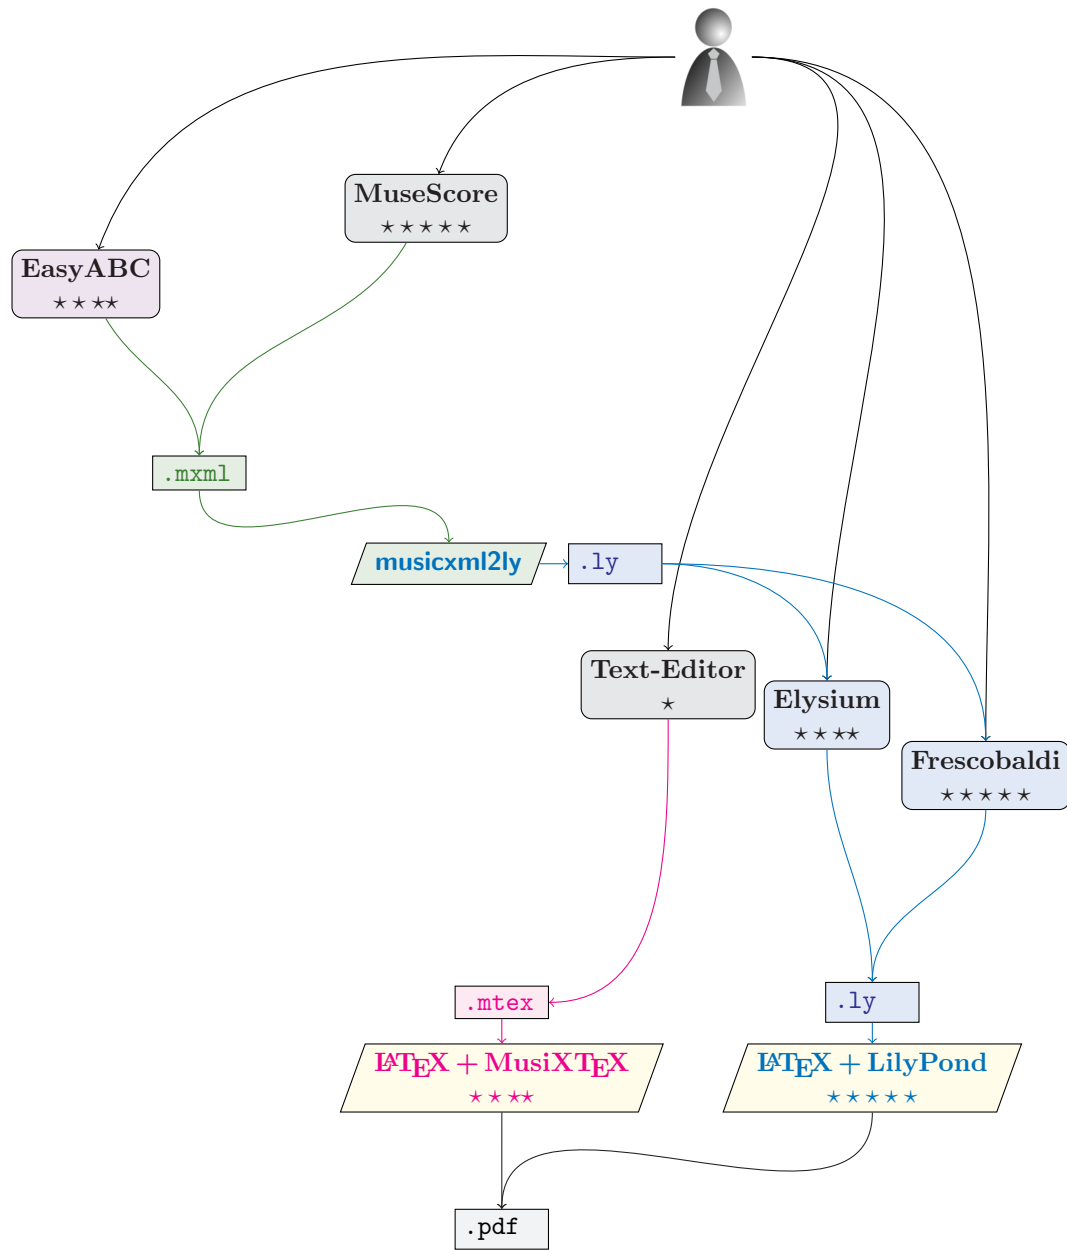 MuseScore
⋆⋆⋆⋆⋆
EasyABC
⋆⋆⋆⋆
.mxml
musicxml2ly
.ly
Text-Editor
⋆
Elysium
⋆⋆⋆⋆
Frescobaldi
⋆⋆⋆⋆⋆
.mtex
.ly
LATEX + MusiXTEX
⋆⋆⋆⋆
LATEX + LilyPond
⋆⋆⋆⋆⋆
.pdf